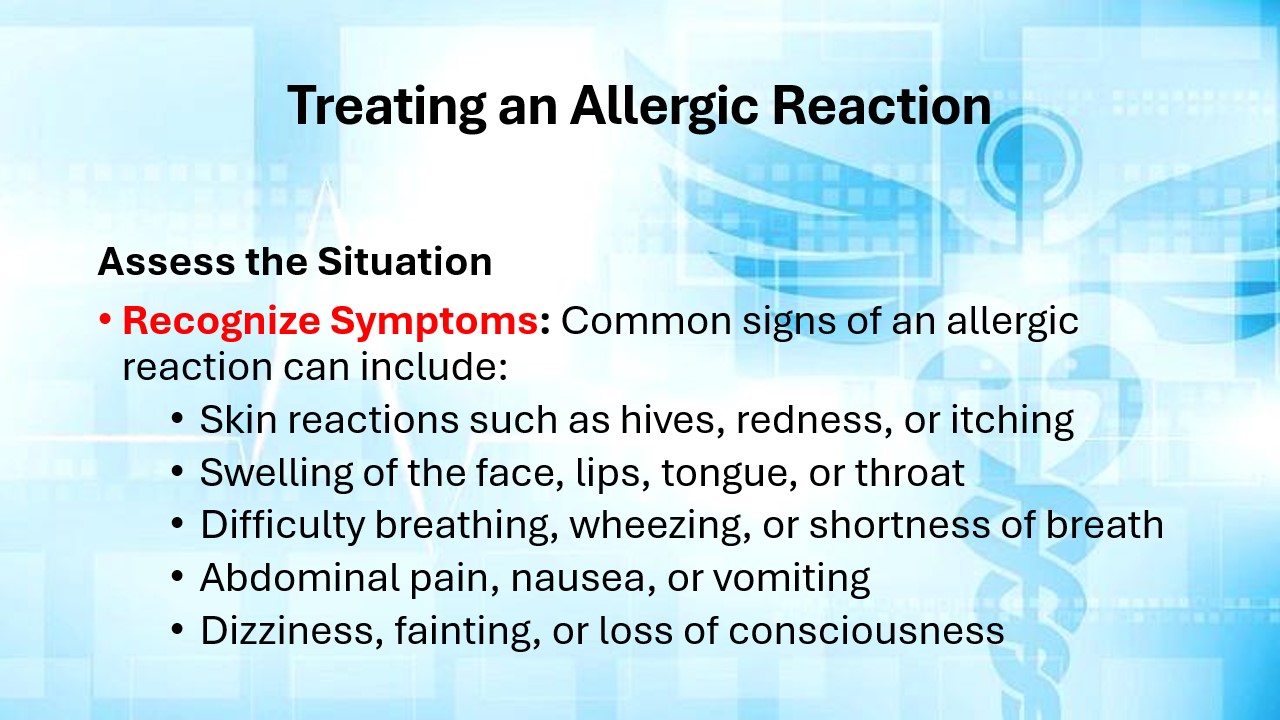 Treating an Allergic Reaction
Assess the Situation
• Recognize Symptoms: Common signs of an allergic
reaction can include:
• Skin reactions such as hives, redness, or itching
• Swelling of the face, lips, tongue, or throat
• Difficulty breathing, wheezing, or shortness of breath
• Abdominal pain, nausea, or vomiting
• Dizziness, fainting, or loss of consciousness